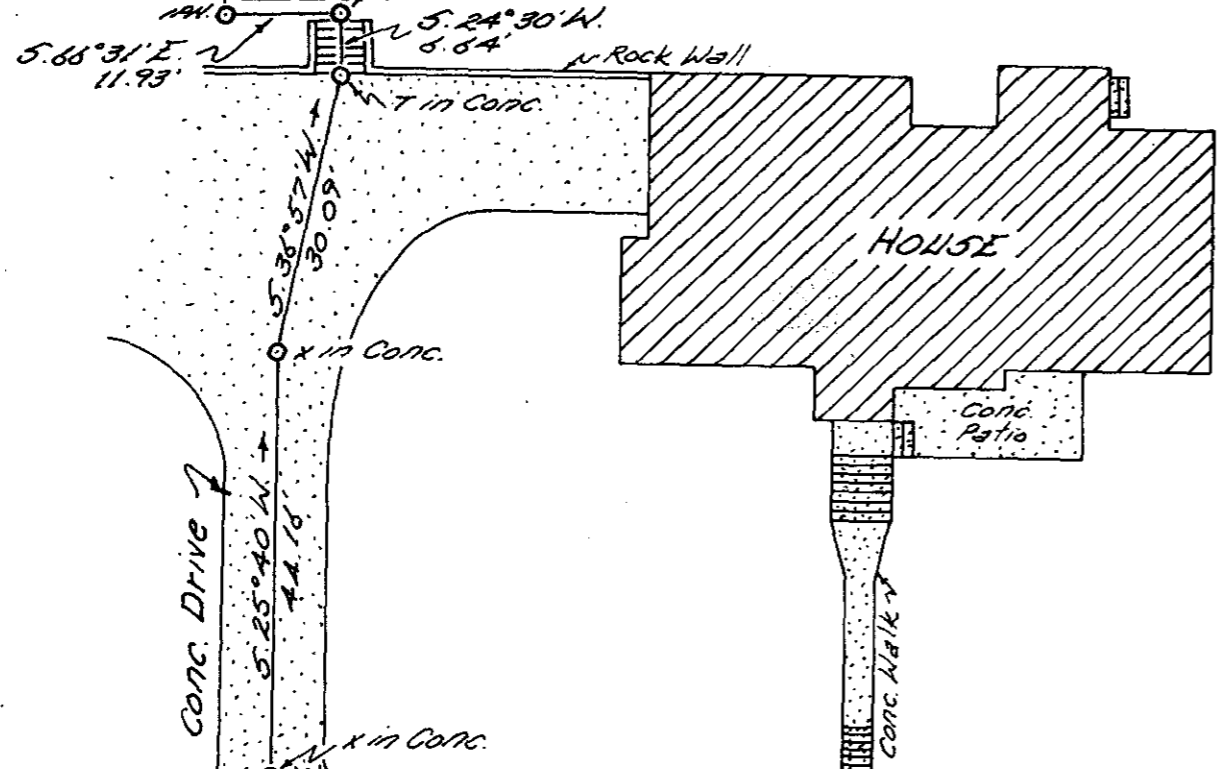 S.24°30'W.
6.64'
S.65°31'E.
11.93'
Rock Wall
T in Conc.
S.36°57'W.
30.09'
HOUSE
x in Conc.
Conc.
Patio
S.25°40'W.
44.16'
Conc. Drive
Conc. Walk
x in Conc.